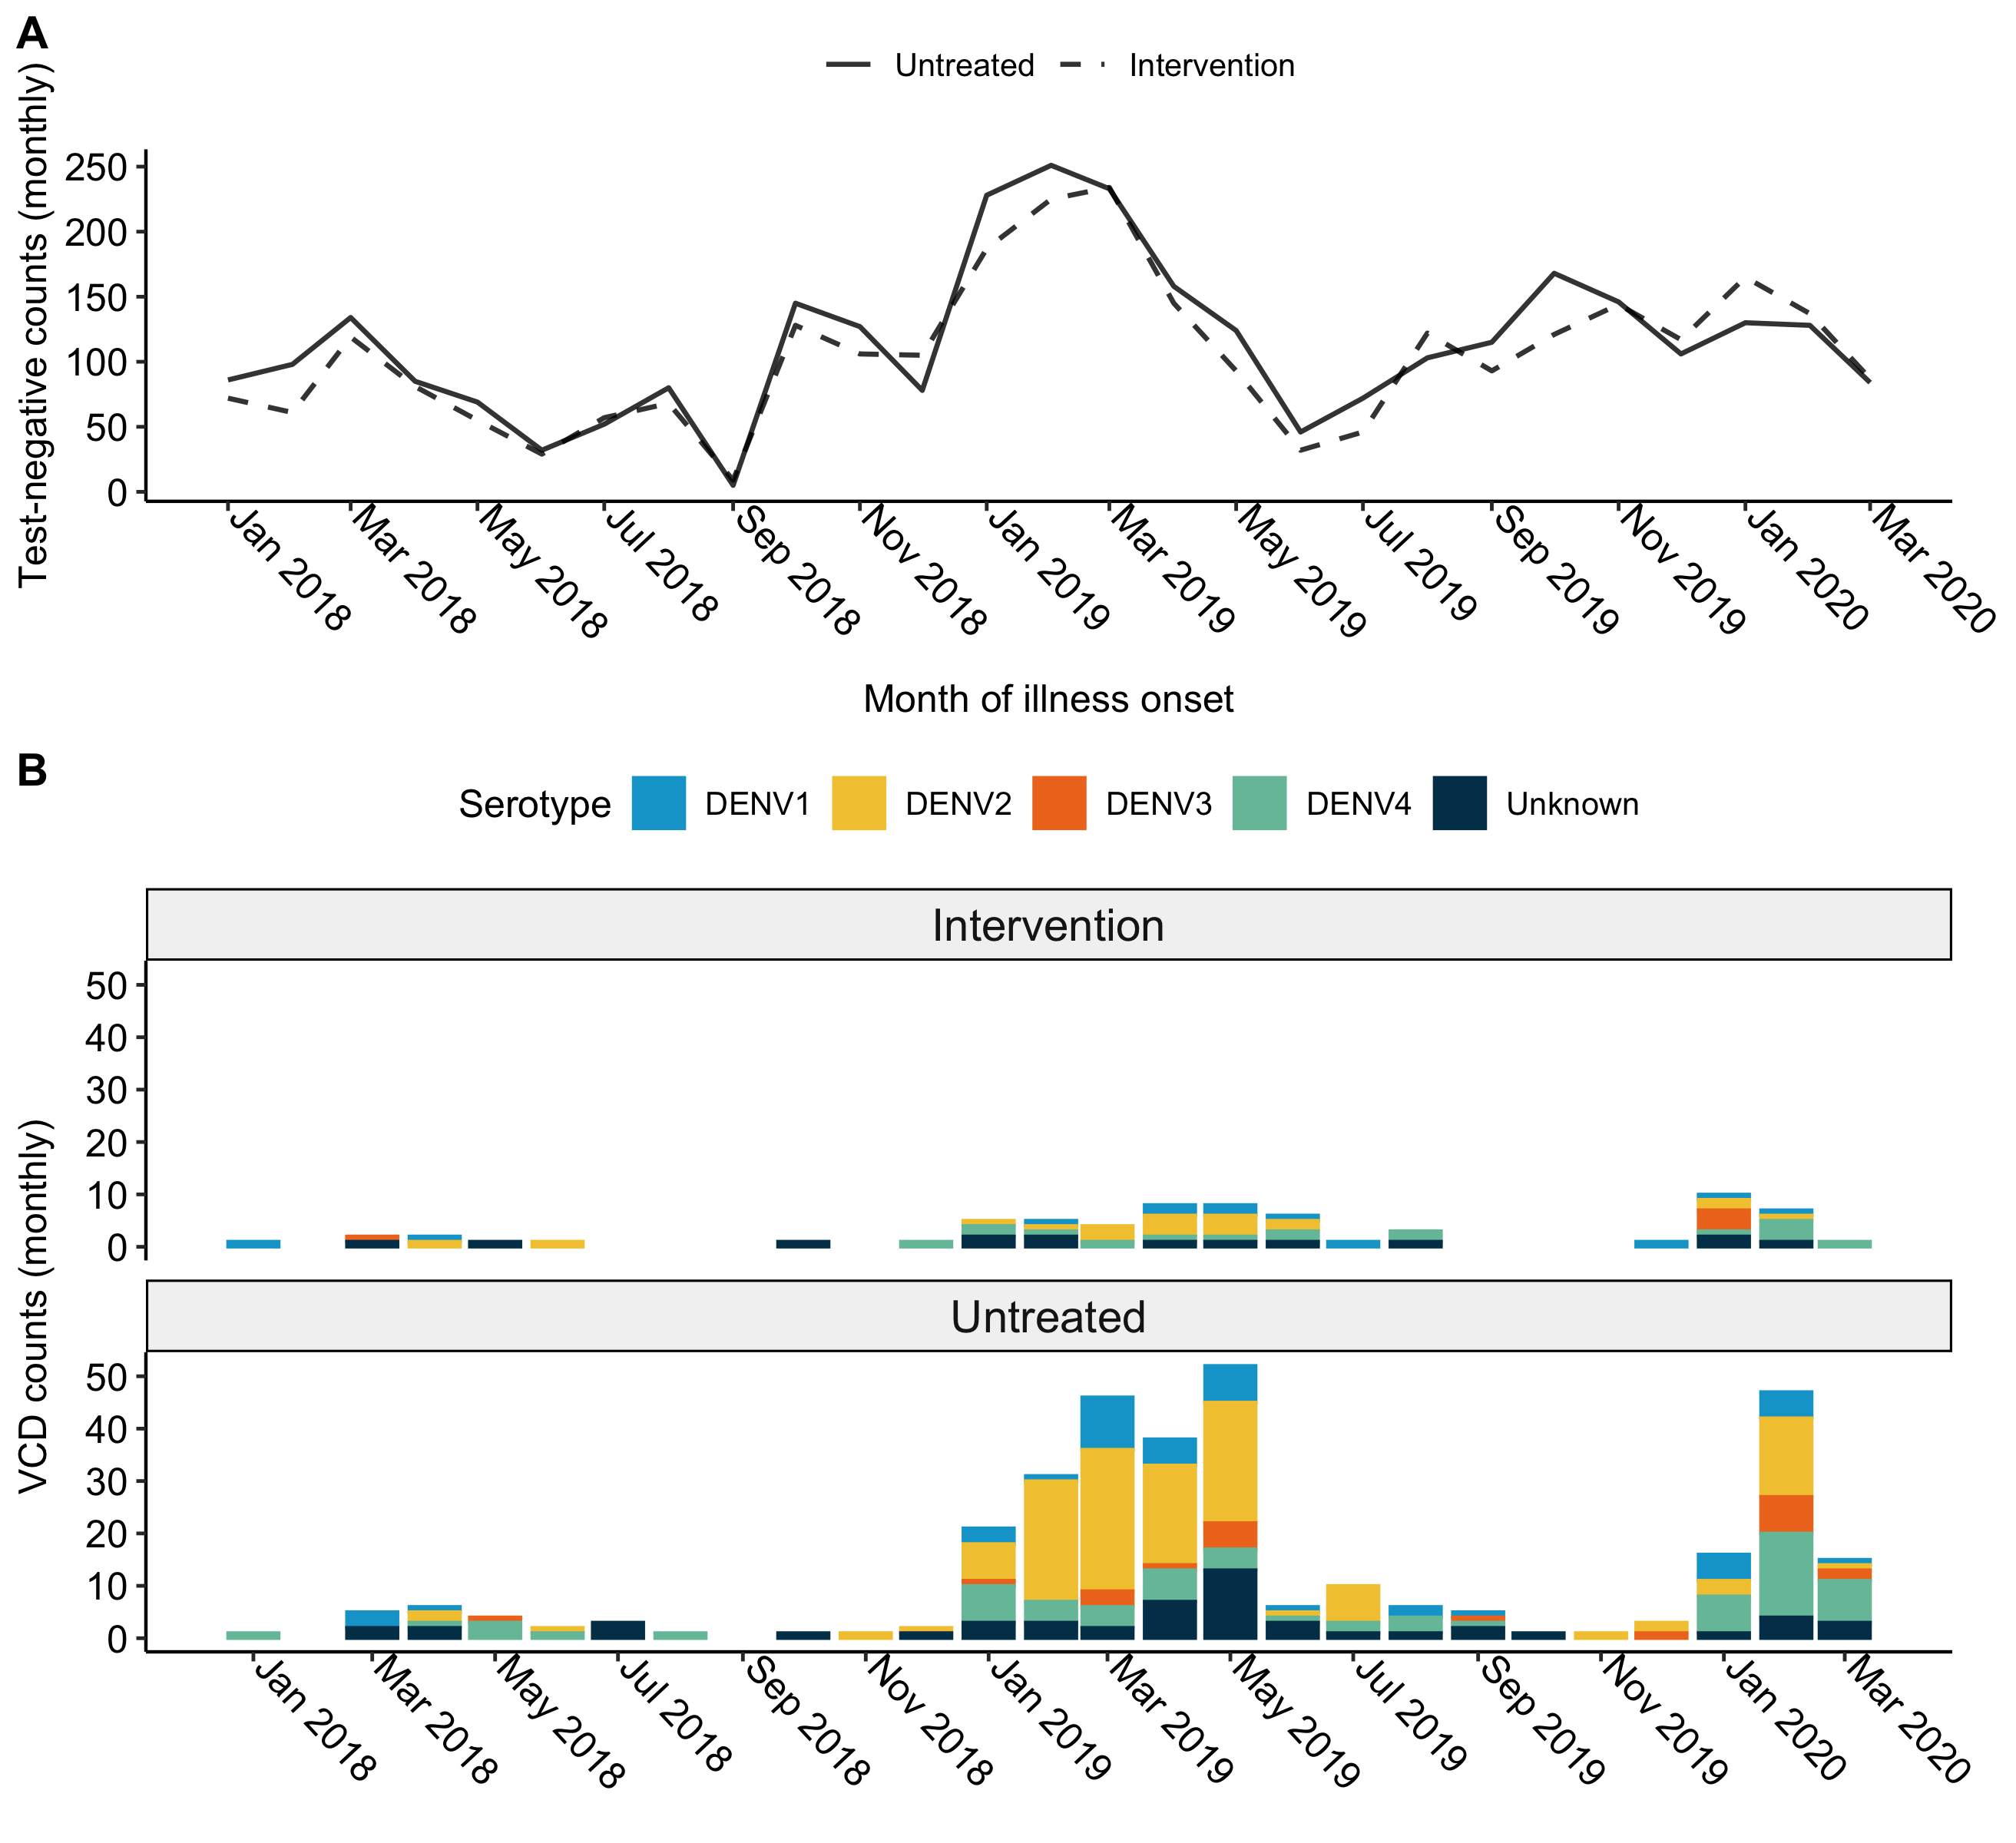 A
Untreated Intervention
Test-negative counts (monthly)
250
200
150
100
50
0
Jan 2018 Mar 2018 May 2018 Jul 2018 Sep 2018 Nov 2018 Jan 2019 Mar 2019 May 2019 Jul 2019 Sep 2019 Nov 2019 Jan 2020 Mar 2020
Month of illness onset
B
Serotype DENV1 DENV2 DENV3 DENV4 Unknown
VCD counts (monthly)
Intervention
50
40
30
20
10
0
Untreated
50
40
30
20
10
0
Jan 2018 Mar 2018 May 2018 Jul 2018 Sep 2018 Nov 2018 Jan 2019 Mar 2019 May 2019 Jul 2019 Sep 2019 Nov 2019 Jan 2020 Mar 2020